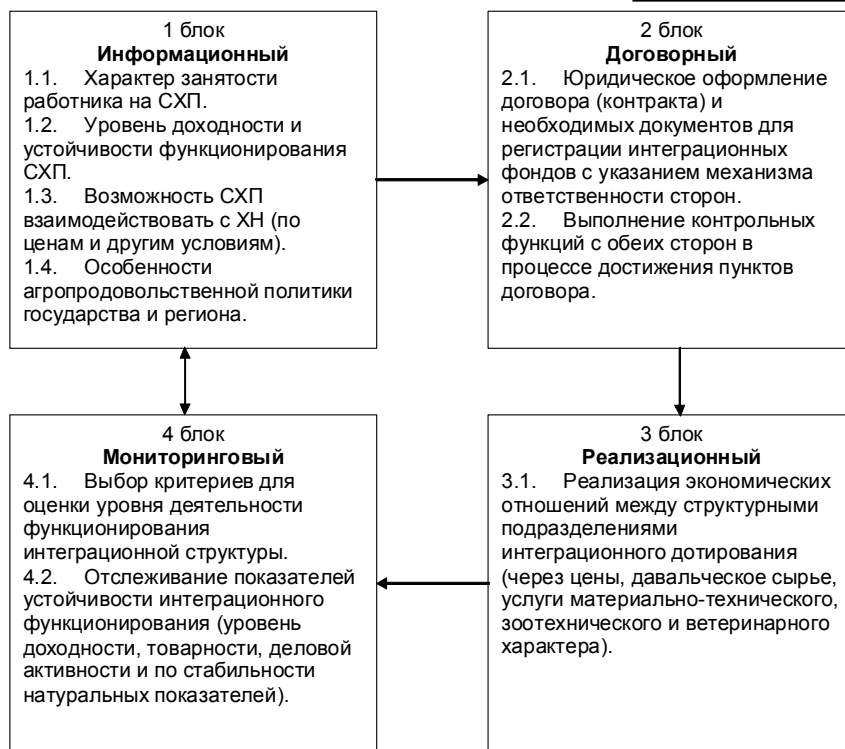 1 блок
Информационный
1.1. Характер занятости
работника на СХП.
1.2. Уровень доходности и
устойчивости функционирования
СХП.
1.3. Возможность СХП
взаимодействовать с ХН (по
ценам и другим условиям).
1.4. Особенности
агропродовольственной политики
государства и региона.
2 блок
Договорный
2.1. Юридическое оформление
договора (контракта) и
необходимых документов для
регистрации интеграционных
фондов с указанием механизма
ответственности сторон.
2.2. Выполнение контрольных
функций с обеих сторон в
процессе достижения пунктов
договора.
4 блок
Мониторинговый
4.1. Выбор критериев для
оценки уровня деятельности
функционирования
интеграционной структуры.
4.2. Отслеживание показателей
устойчивости интеграционного
функционирования (уровень
доходности, товарности, деловой
активности и по стабильности
натуральных показателей).
3 блок
Реализационный
3.1. Реализация экономических
отношений между структурными
подразделениями
интеграционного дотирования
(через цены, давальческое сырье,
услуги материально-технического,
зоотехнического и ветеринарного
характера).